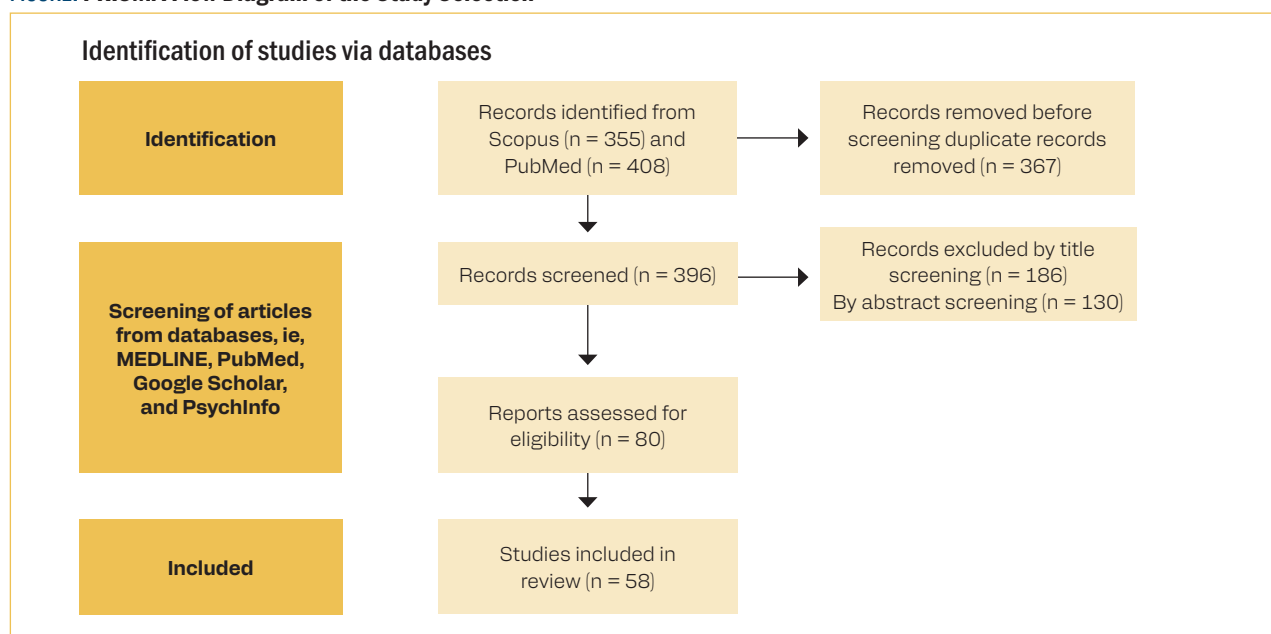 Identification of studies via databases
Identification
Records identified from
Scopus (n = 355) and
PubMed (n = 408)
Records removed before
screening duplicate records
removed (n = 367)
Screening of articles
from databases, ie,
MEDLINE, PubMed,
Google Scholar,
and PsychInfo
Records screened (n = 396)
Records excluded by title
screening (n = 186)
By abstract screening (n = 130)
Reports assessed for
eligibility (n = 80)
Included
Studies included in
review (n = 58)